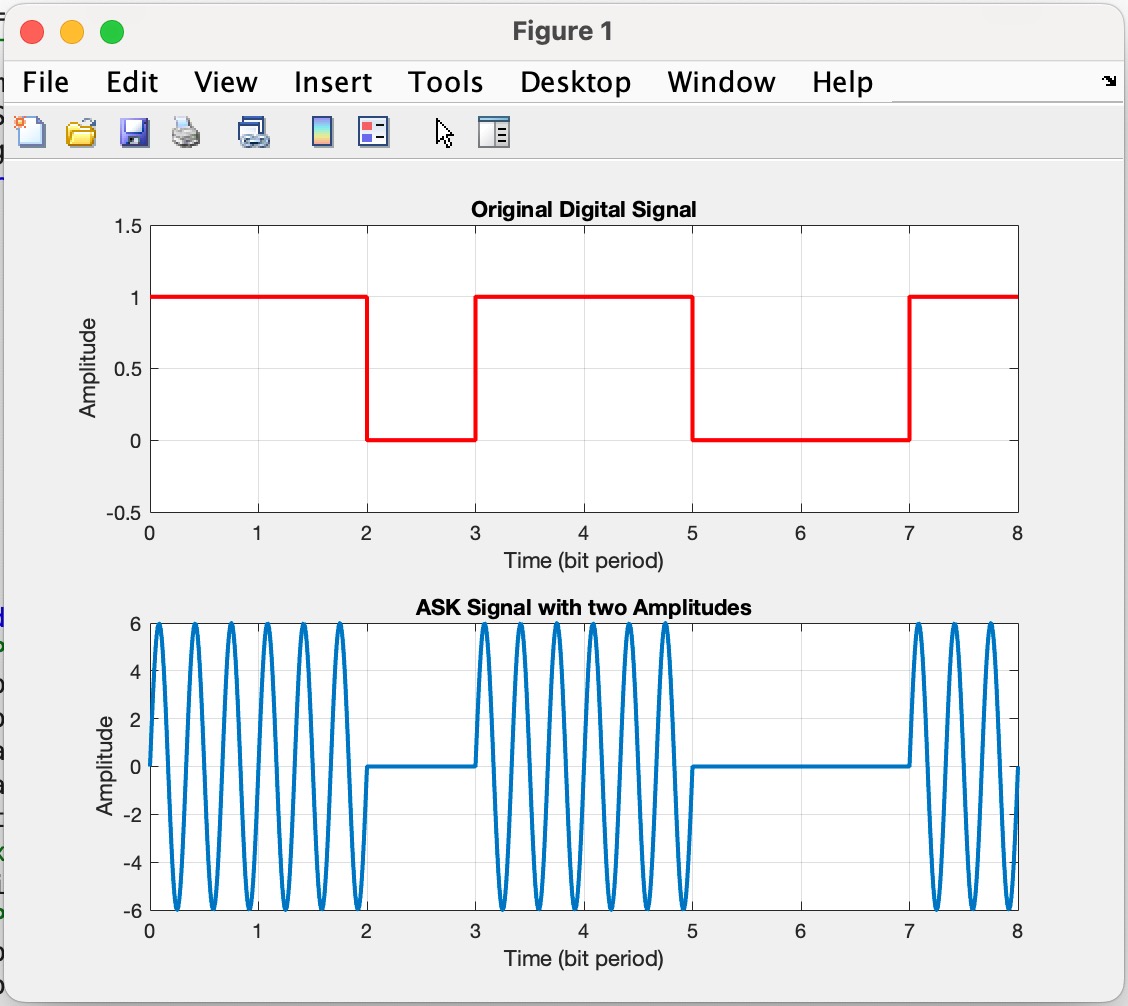 Figure 1
File Edit View Insert Tools Desktop Window Help
Original Digital Signal
1.5
1
0.5
0
-0.5
Amplitude
0 1 2 3 4 5 6 7 8
Time (bit period)
ASK Signal with two Amplitudes
6
4
2
0
-2
-4
-6
Amplitude
0 1 2 3 4 5 6 7 8
Time (bit period)